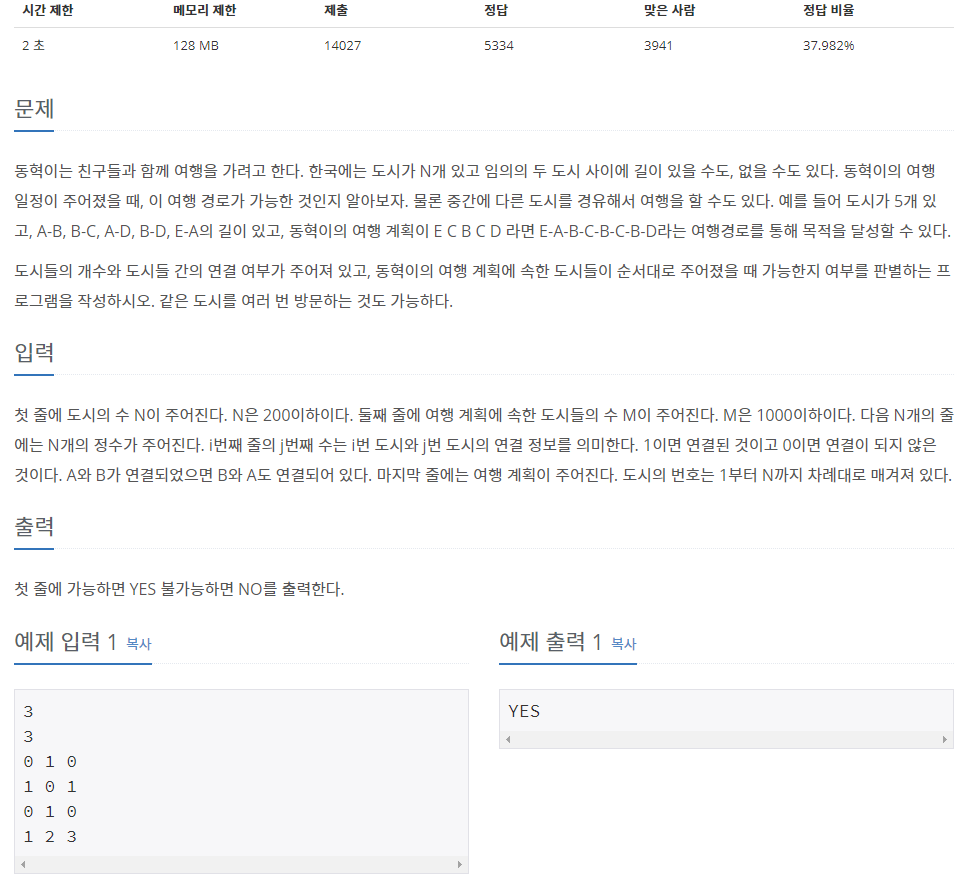 시간 제한 메모리 제한 제출 정답 맞은 사람 정답 비율
2 초 128 MB 14027 5334 3941 37.982%
문제
동혁이는 친구들과 함께 여행을 가려고 한다. 한국에는 도시가 N개 있고 임의의 두 도시 사이에 길이 있을 수도, 없을 수도 있다. 동혁이의 여행
일정이 주어졌을 때, 이 여행 경로가 가능한 것인지 알아보자. 물론 중간에 다른 도시를 경유해서 여행을 할 수도 있다. 예를 들어 도시가 5개 있
고, A-B, B-C, A-D, B-D, E-A의 길이 있고, 동혁이의 여행 계획이 E C B C D 라면 E-A-B-C-B-C-B-D라는 여행경로를 통해 목적을 달성할 수 있다.
도시들의 개수와 도시들 간의 연결 여부가 주어져 있고, 동혁이의 여행 계획에 속한 도시들이 순서대로 주어졌을 때 가능한지 여부를 판별하는 프
로그램을 작성하시오. 같은 도시를 여러 번 방문하는 것도 가능하다.
입력
첫 줄에 도시의 수 N이 주어진다. N은 200이하이다. 둘째 줄에 여행 계획에 속한 도시들의 수 M이 주어진다. M은 1000이하이다. 다음 N개의 줄
에는 N개의 정수가 주어진다. i번째 줄의 j번째 수는 i번 도시와 j번 도시의 연결 정보를 의미한다. 1이면 연결된 것이고 0이면 연결이 되지 않은
것이다. A와 B가 연결되었으면 B와 A도 연결되어 있다. 마지막 줄에는 여행 계획이 주어진다. 도시의 번호는 1부터 N까지 차례대로 매겨져 있다.
출력
첫 줄에 가능하면 YES 불가능하면 NO를 출력한다.
예제 입력 1 복사
3
3
0 1 0
1 0 1
0 1 0
1 2 3
예제 출력 1 복사
YES